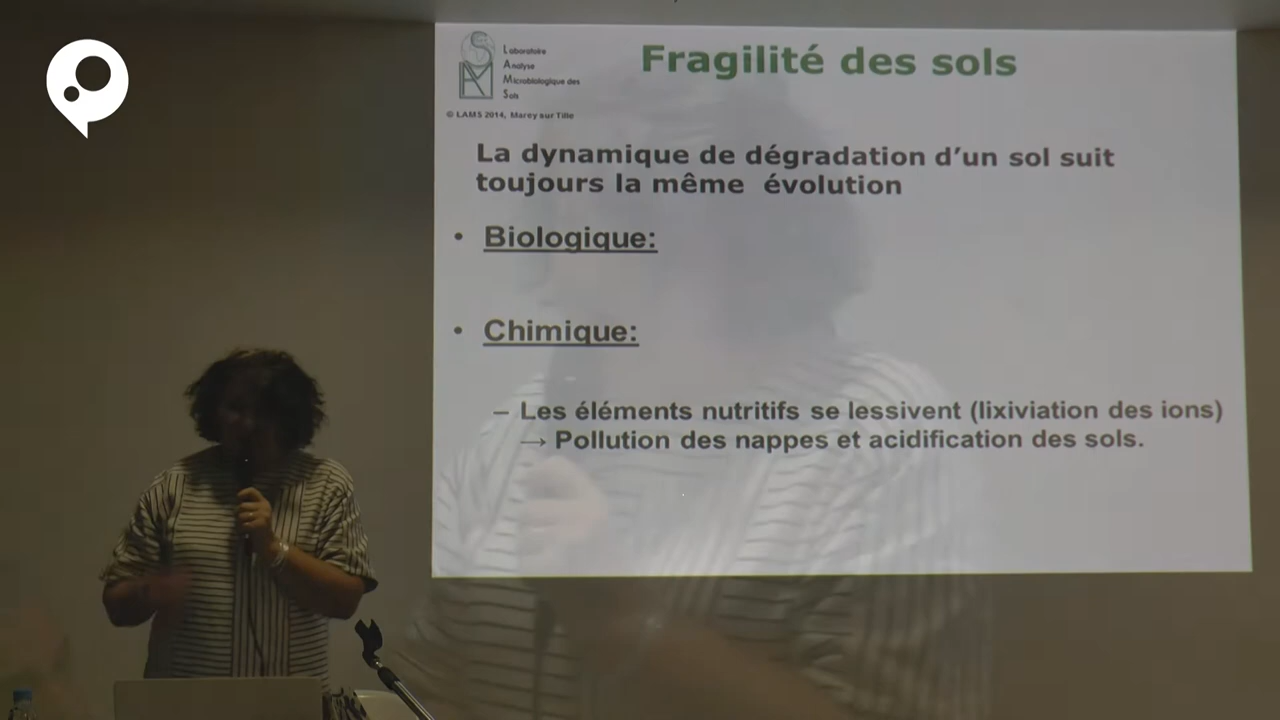 Laboratoire
Analyse
Microbiologique des
Sols
© LAMS 2014, Marey sur Tille
Fragilité des sols
La dynamique de dégradation d'un sol suit
toujours la même évolution
• Biologique:
• Chimique:
– Les éléments nutritifs se lessivent (lixiviation des ions)
→ Pollution des nappes et acidification des sols.